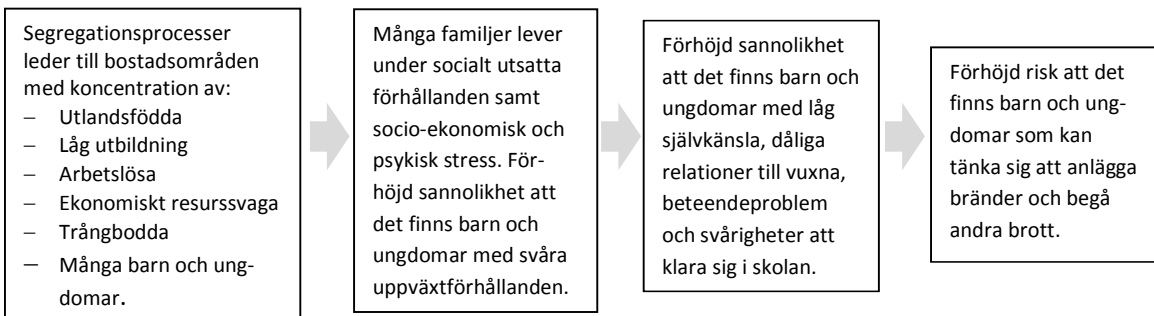 Segregationsprocesser
leder till bostadsområden
med koncentration av:
– Utlandsfödda
– Låg utbildning
– Arbetslösa
– Ekonomiskt resurssvaga
– Trångbodda
– Många barn och ung-
domar.
Många familjer lever
under socialt utsatta
förhållanden samt
socio-ekonomisk och
psykisk stress. För-
höjd sannolikhet att
det finns barn och
ungdomar med svåra
uppväxtförhållanden.
Förhöjd sannolikhet
att det finns barn och
ungdomar med låg
självkänsla, dåliga
relationer till vuxna,
beteendeproblem
och svårigheter att
klara sig i skolan.
Förhöjd risk att det
finns barn och ung-
domar som kan
tänka sig att anlägga
bränder och begå
andra brott.